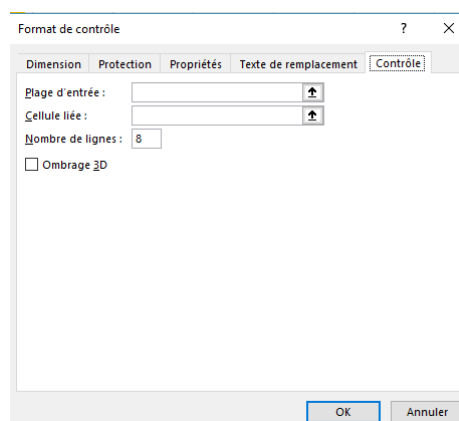 Format de contrôle ? ×
Dimension Protection Propriétés Texte de remplacement Contrôle
Plage d'entrée :
Cellule liée :
Nombre de lignes : 8
Ombrage 3D
OK Annuler